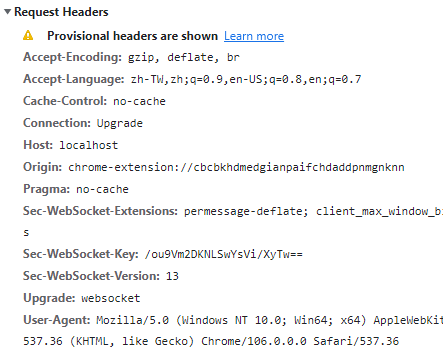 Request Headers
Provisional headers are shown Learn more
Accept-Encoding: gzip, deflate, br
Accept-Language: zh-TW,zh;q=0.9,en-US;q=0.8,en;q=0.7
Cache-Control: no-cache
Connection: Upgrade
Host: localhost
Origin: chrome-extension://cbcbkhdmedgianpaifchdaddpnmgnknn
Pragma: no-cache
Sec-WebSocket-Extensions: permessage-deflate; client_max_window_bi
s
Sec-WebSocket-Key: /ou9Vm2DKNLSwYsVi/XyTw==
Sec-WebSocket-Version: 13
Upgrade: websocket
User-Agent: Mozilla/5.0 (Windows NT 10.0; Win64; x64) AppleWebKit
537.36 (KHTML, like Gecko) Chrome/106.0.0.0 Safari/537.36